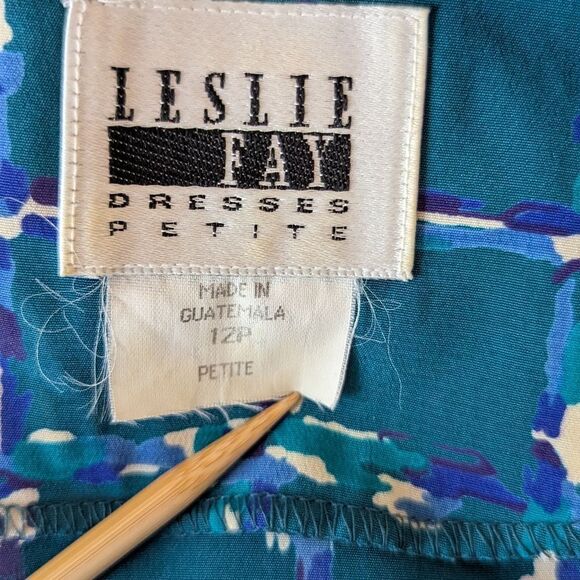 LESLIE
FAY
DRESSES
PETITE
MADE IN
GUATEMALA
12P
PETITE